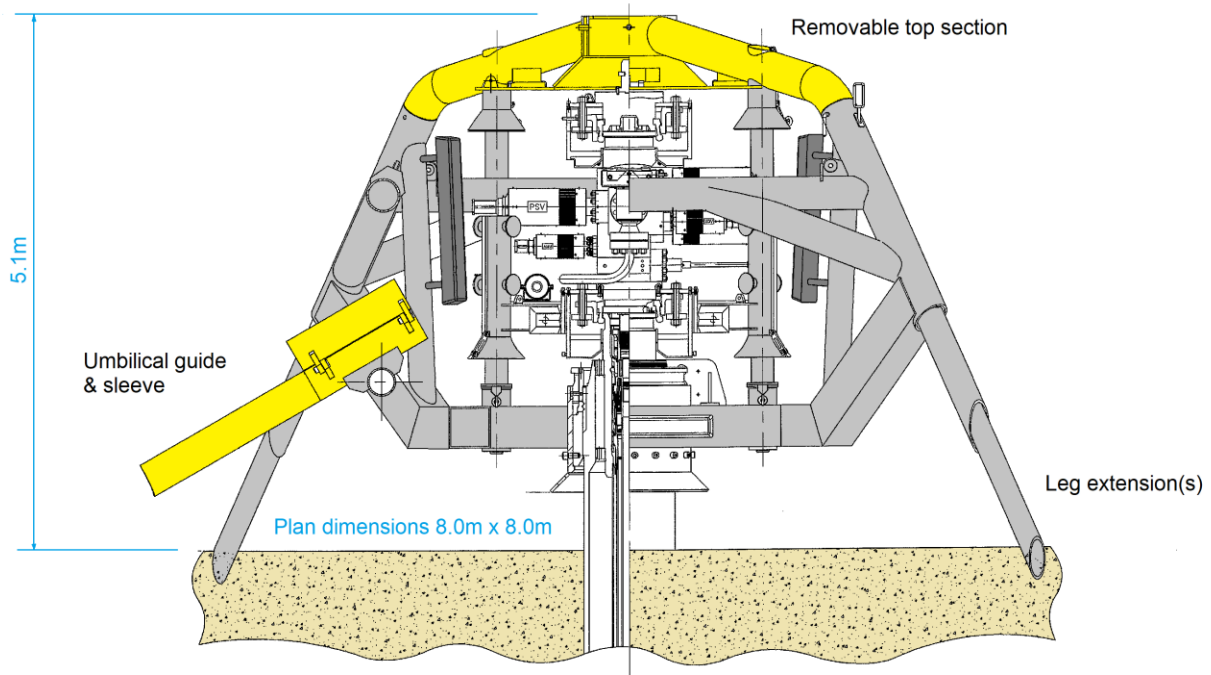 Removable top section
5.1m
PSV
Umbilical guide
& sleeve
Leg extension(s)
Plan dimensions 8.0m x 8.0m